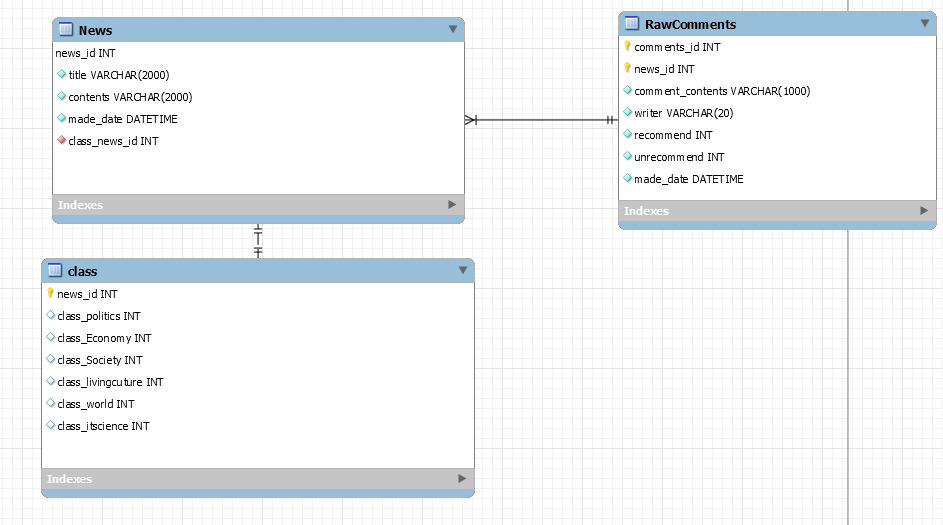 News
news_id INT
title VARCHAR(2000)
contents VARCHAR(2000)
made_date DATETIME
class_news_id INT
Indexes
RawComments
comments_id INT
news_id INT
comment_contents VARCHAR(1000)
writer VARCHAR(20)
recommend INT
unrecommend INT
made_date DATETIME
Indexes
class
news_id INT
class_politics INT
class_Economy INT
class_Society INT
class_livingcuture INT
class_world INT
class_itscience INT
Indexes